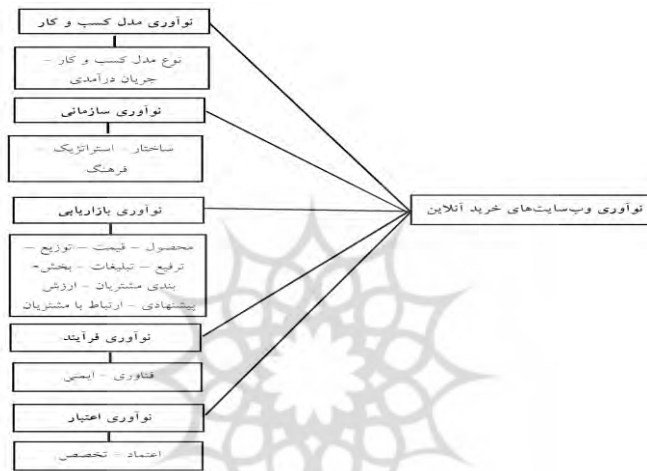 نوآوری مدل کسب و کار
نوع مدل کسب و کار –
جریان درآمدی
نوآوری سازمانی
ساختار – استراتژیک –
فرهنگ
نوآوری بازاریابی
محصول – قیمت – توزیع –
ترفیع – تبلیغات – بخش-
بندی مشتریان – ارزش
پیشنهادی – ارتباط با مشتریان
نوآوری فرآیند
فناوری – ایمنی
نوآوری اعتبار
اعتماد – تخصص
نوآوری وب‌سایت‌های خرید آنلاین